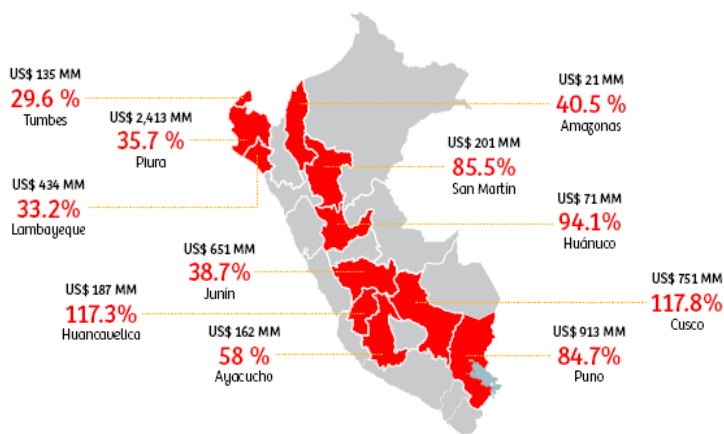 US$ 135 MM
29.6 %
Tumbes
US$ 2,413 MM
35.7 %
Piura
US$ 434 MM
33.2%
Lambayeque
US$ 651 MM
38.7%
Junín
US$ 187 MM
117.3%
Huancavelica
US$ 162 MM
58 %
Ayacucho
US$ 21 MM
40.5 %
Amazonas
US$ 201 MM
85.5%
San Martín
US$ 71 MM
94.1%
Huánuco
US$ 751 MM
117.8%
Cusco
US$ 913 MM
84.7%
Puno